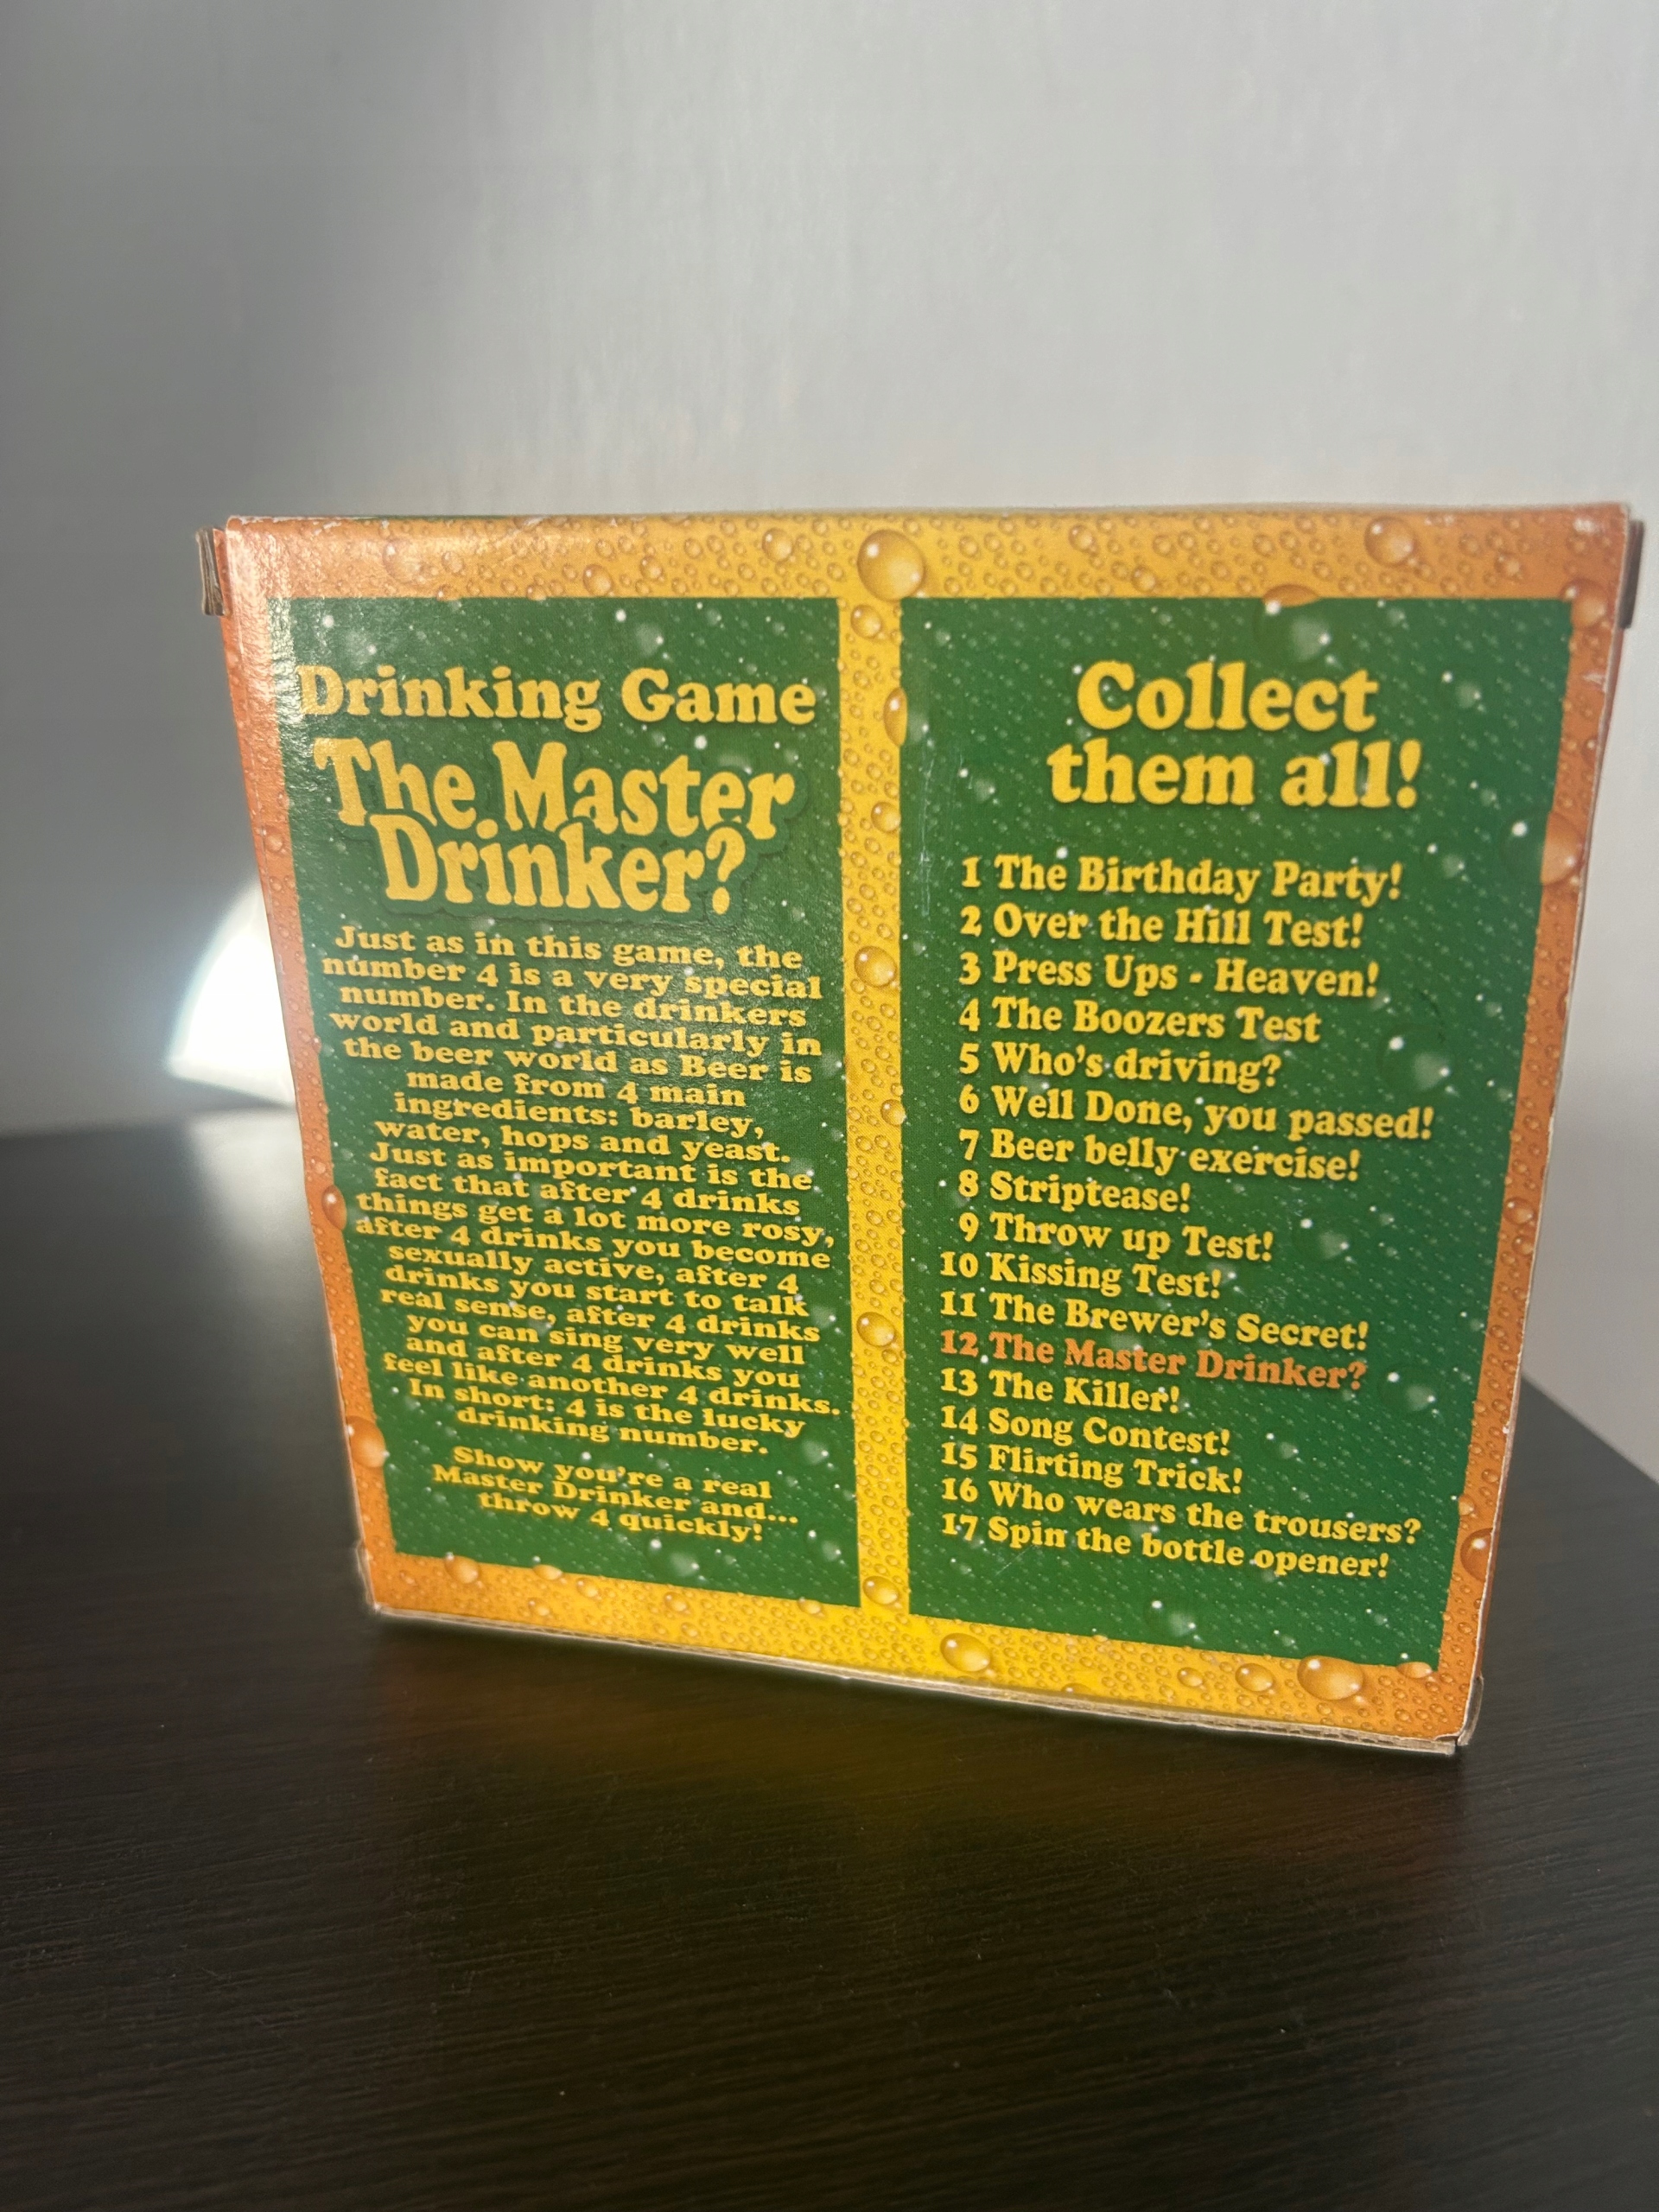 Drinking Game
The Master
Drinker?
Just as in this game, the
number 4 is a very special
number. In the drinkers
world and particularly in
the beer world as Beer is
made from 4 main
ingredients: barley,
water, hops and yeast.
Just as important is the
fact that after 4 drinks
things get a lot more rosy,
after 4 drinks you become
sexually active, after 4
drinks you start to talk
real sense, after 4 drinks
you can sing very well
and after 4 drinks you
feel like another 4 drinks.
In short: 4 is the lucky
drinking number.
Show you're a real
Master Drinker and...
throw 4 quickly!
Collect
them all!
1 The Birthday Party!
2 Over the Hill Test!
3 Press Ups - Heaven!
4 The Boozers Test
5 Who's driving?
6 Well Done, you passed!
7 Beer belly exercise!
8 Striptease!
9 Throw up Test!
10 Kissing Test!
11 The Brewer's Secret!
12 The Master Drinker?
13 The Killer!
14 Song Contest!
15 Flirting Trick!
16 Who wears the trousers?
17 Spin the bottle opener!